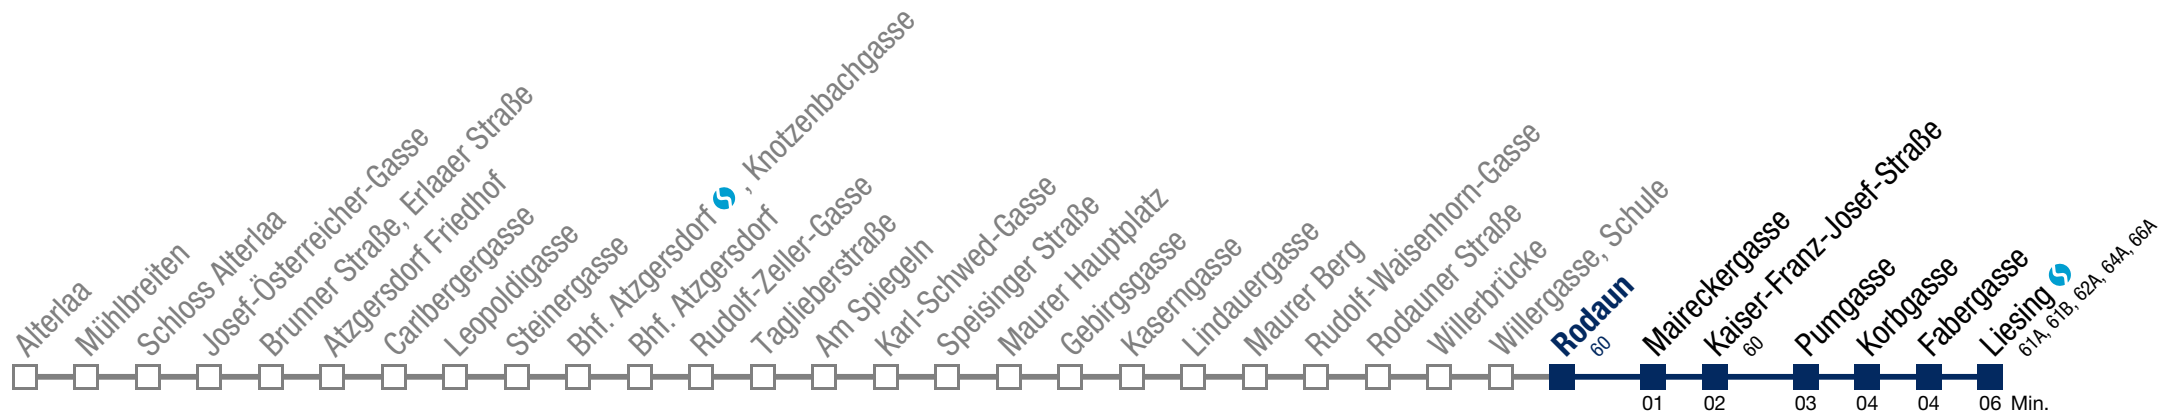 Alterlaa
Mühlbreiten
Schloss Alterlaa
Josef-Österreicher-Gasse
Brunner Straße, Erlaaer Straße
Atzgersdorf Friedhof
Carlbergergasse
Leopoldigasse
Steinergasse
Bhf. Atzgersdorf , Knotzenbachgasse
Bhf. Atzgersdorf
Rudolf-Zeller-Gasse
Taglieberstraße
Am Spiegeln
Karl-Schwed-Gasse
Speisinger Straße
Maurer Hauptplatz
Gebirgsgasse
Kaserngasse
Lindauergasse
Maurer Berg
Rudolf-Waisenhorn-Gasse
Rodauner Straße
Willerbrücke
Willergasse, Schule
Rodaun
60
Maireckergasse
Kaiser-Franz-Josef-Straße
60
Pumgasse
Korbgasse
Fabergasse
Liesing
61A, 61B, 62A, 64A, 66A
01 02 03 04 04 06 Min.